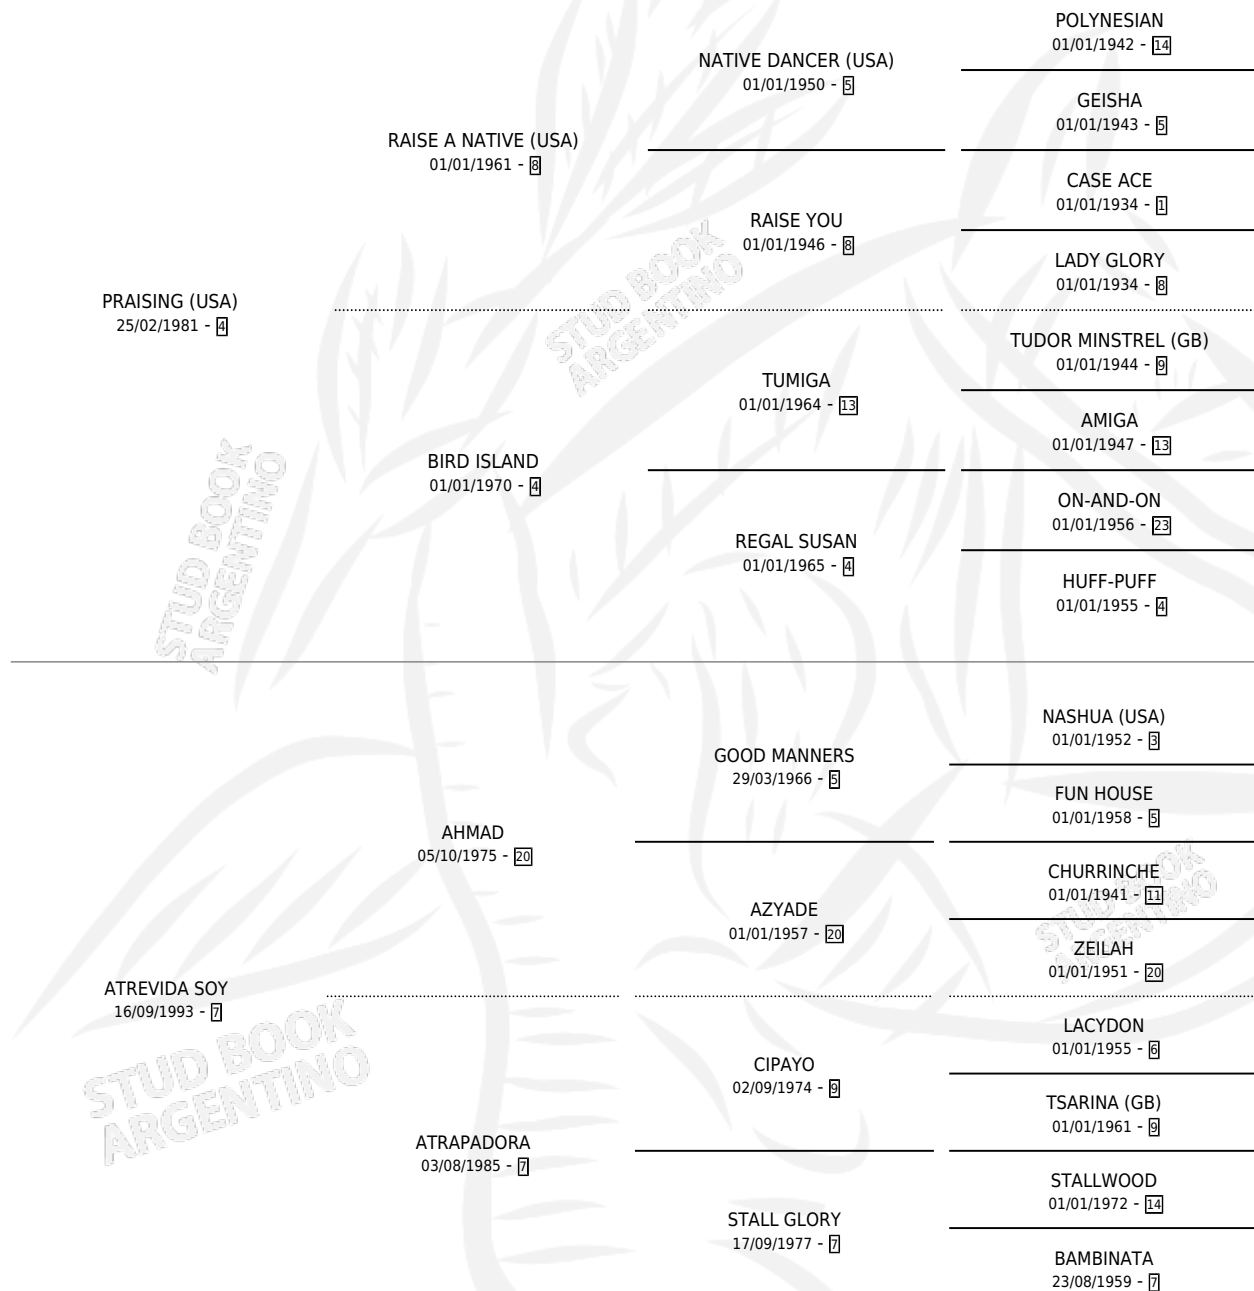 POLYNESIAN
01/01/1942 - 14
NATIVE DANCER (USA)
01/01/1950 - 5
GEISHA
01/01/1943 - 5
RAISE A NATIVE (USA)
01/01/1961 - 8
CASE ACE
01/01/1934 - 1
RAISE YOU
01/01/1946 - 8
LADY GLORY
01/01/1934 - 8
PRAISING (USA)
25/02/1981 - 4
TUDOR MINSTREL (GB)
01/01/1944 - 9
TUMIGA
01/01/1964 - 13
AMIGA
01/01/1947 - 13
BIRD ISLAND
01/01/1970 - 4
ON-AND-ON
01/01/1956 - 23
REGAL SUSAN
01/01/1965 - 4
HUFF-PUFF
01/01/1955 - 4
NASHUA (USA)
01/01/1952 - 3
GOOD MANNERS
29/03/1966 - 5
FUN HOUSE
01/01/1958 - 5
AHMAD
05/10/1975 - 20
CHURRINCHE
01/01/1941 - 11
AZYADE
01/01/1957 - 20
ZEILAH
01/01/1951 - 20
ATREVIDA SOY
16/09/1993 - 7
LACYDON
01/01/1955 - 6
CIPAYO
02/09/1974 - 9
TSARINA (GB)
01/01/1961 - 9
ATRAPADORA
03/08/1985 - 7
STALLWOOD
01/01/1972 - 14
STALL GLORY
17/09/1977 - 7
BAMBINATA
23/08/1959 - 7
STUD BOOK
ARGENTINO
STUD BOOK
ARGENTINO
STUD BOOK
ARGENTINO
STUD BOOK
ARGENTINO